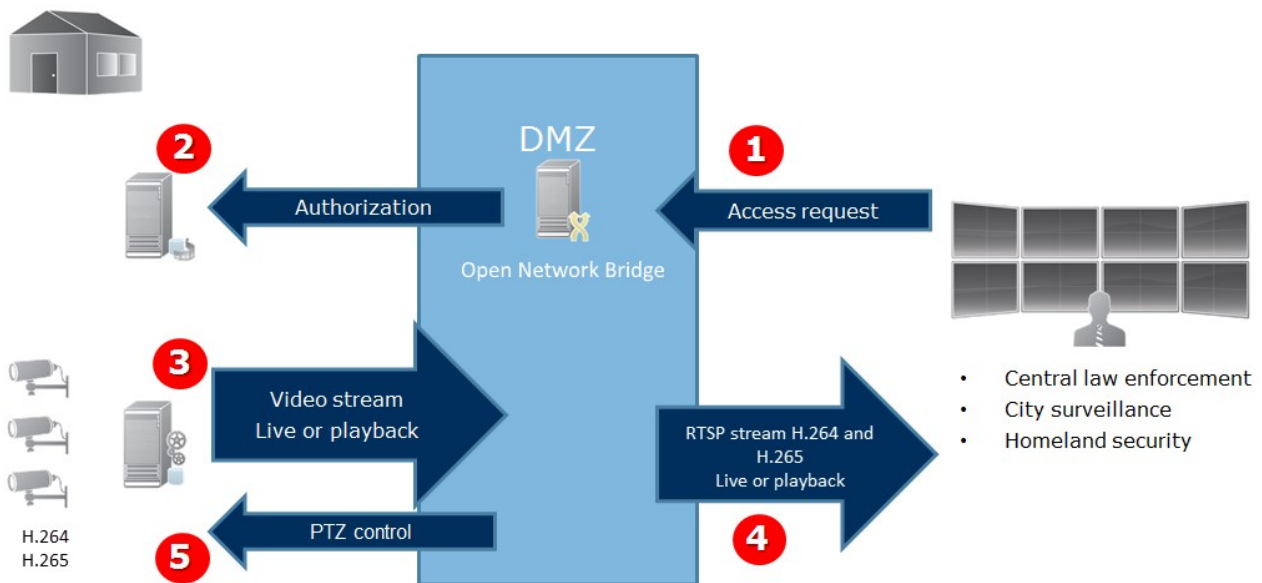 DMZ
1
2
Authorization
Access request
Open Network Bridge
3
Video stream
Live or playback
RTSP stream H.264 and
H.265
Live or playback
• Central law enforcement
• City surveillance
• Homeland security
4
PTZ control
5
H.264
H.265